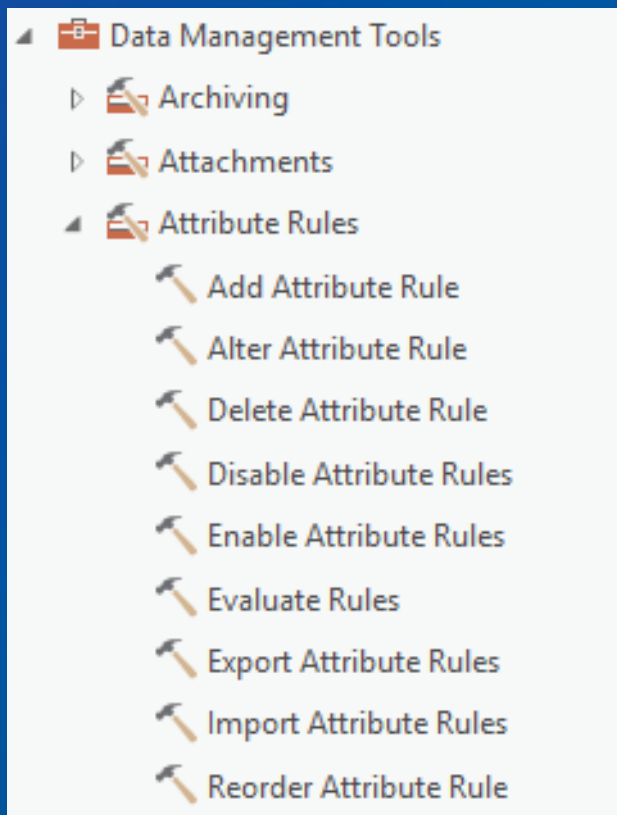 Data Management Tools
Archiving
Attachments
Attribute Rules
Add Attribute Rule
Alter Attribute Rule
Delete Attribute Rule
Disable Attribute Rules
Enable Attribute Rules
Evaluate Rules
Export Attribute Rules
Import Attribute Rules
Reorder Attribute Rule